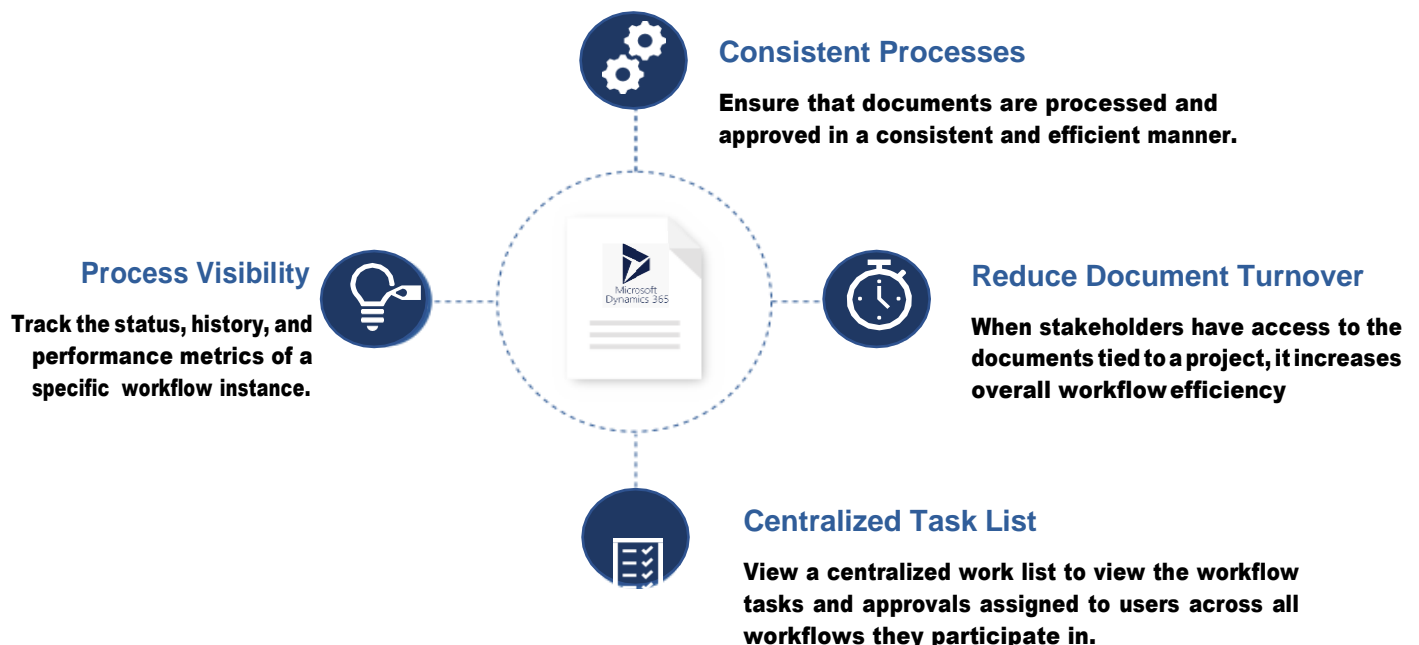 Consistent Processes
Ensure that documents are processed and
approved in a consistent and efficient manner.
Process Visibility
Track the status, history, and
performance metrics of a
specific workflow instance.
Microsoft
Dynamics 365
Reduce Document Turnover
When stakeholders have access to the
documents tied to a project, it increases
overall workflow efficiency
Centralized Task List
View a centralized work list to view the workflow
tasks and approvals assigned to users across all
workflows they participate in.